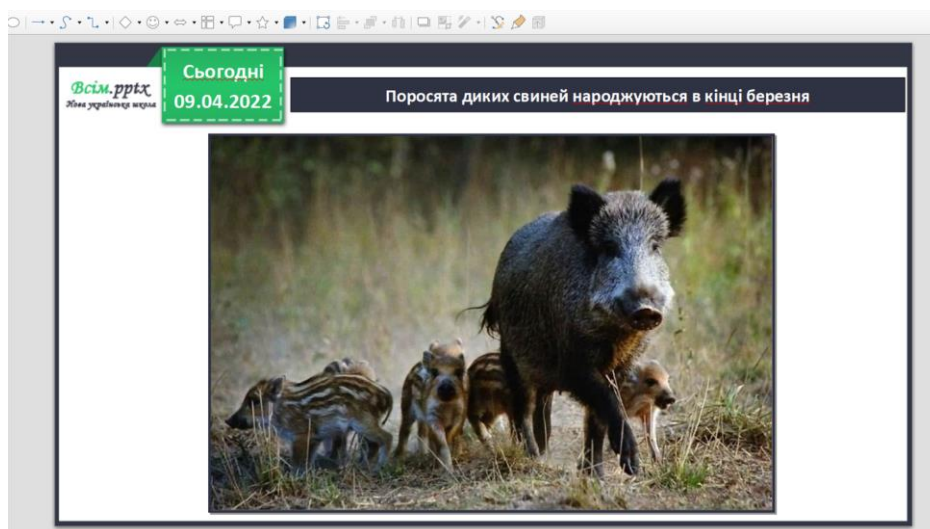 Всім.pptx
Нова українська школа
Сьогодні
09.04.2022
Поросята диких свиней народжуються в кінці березня